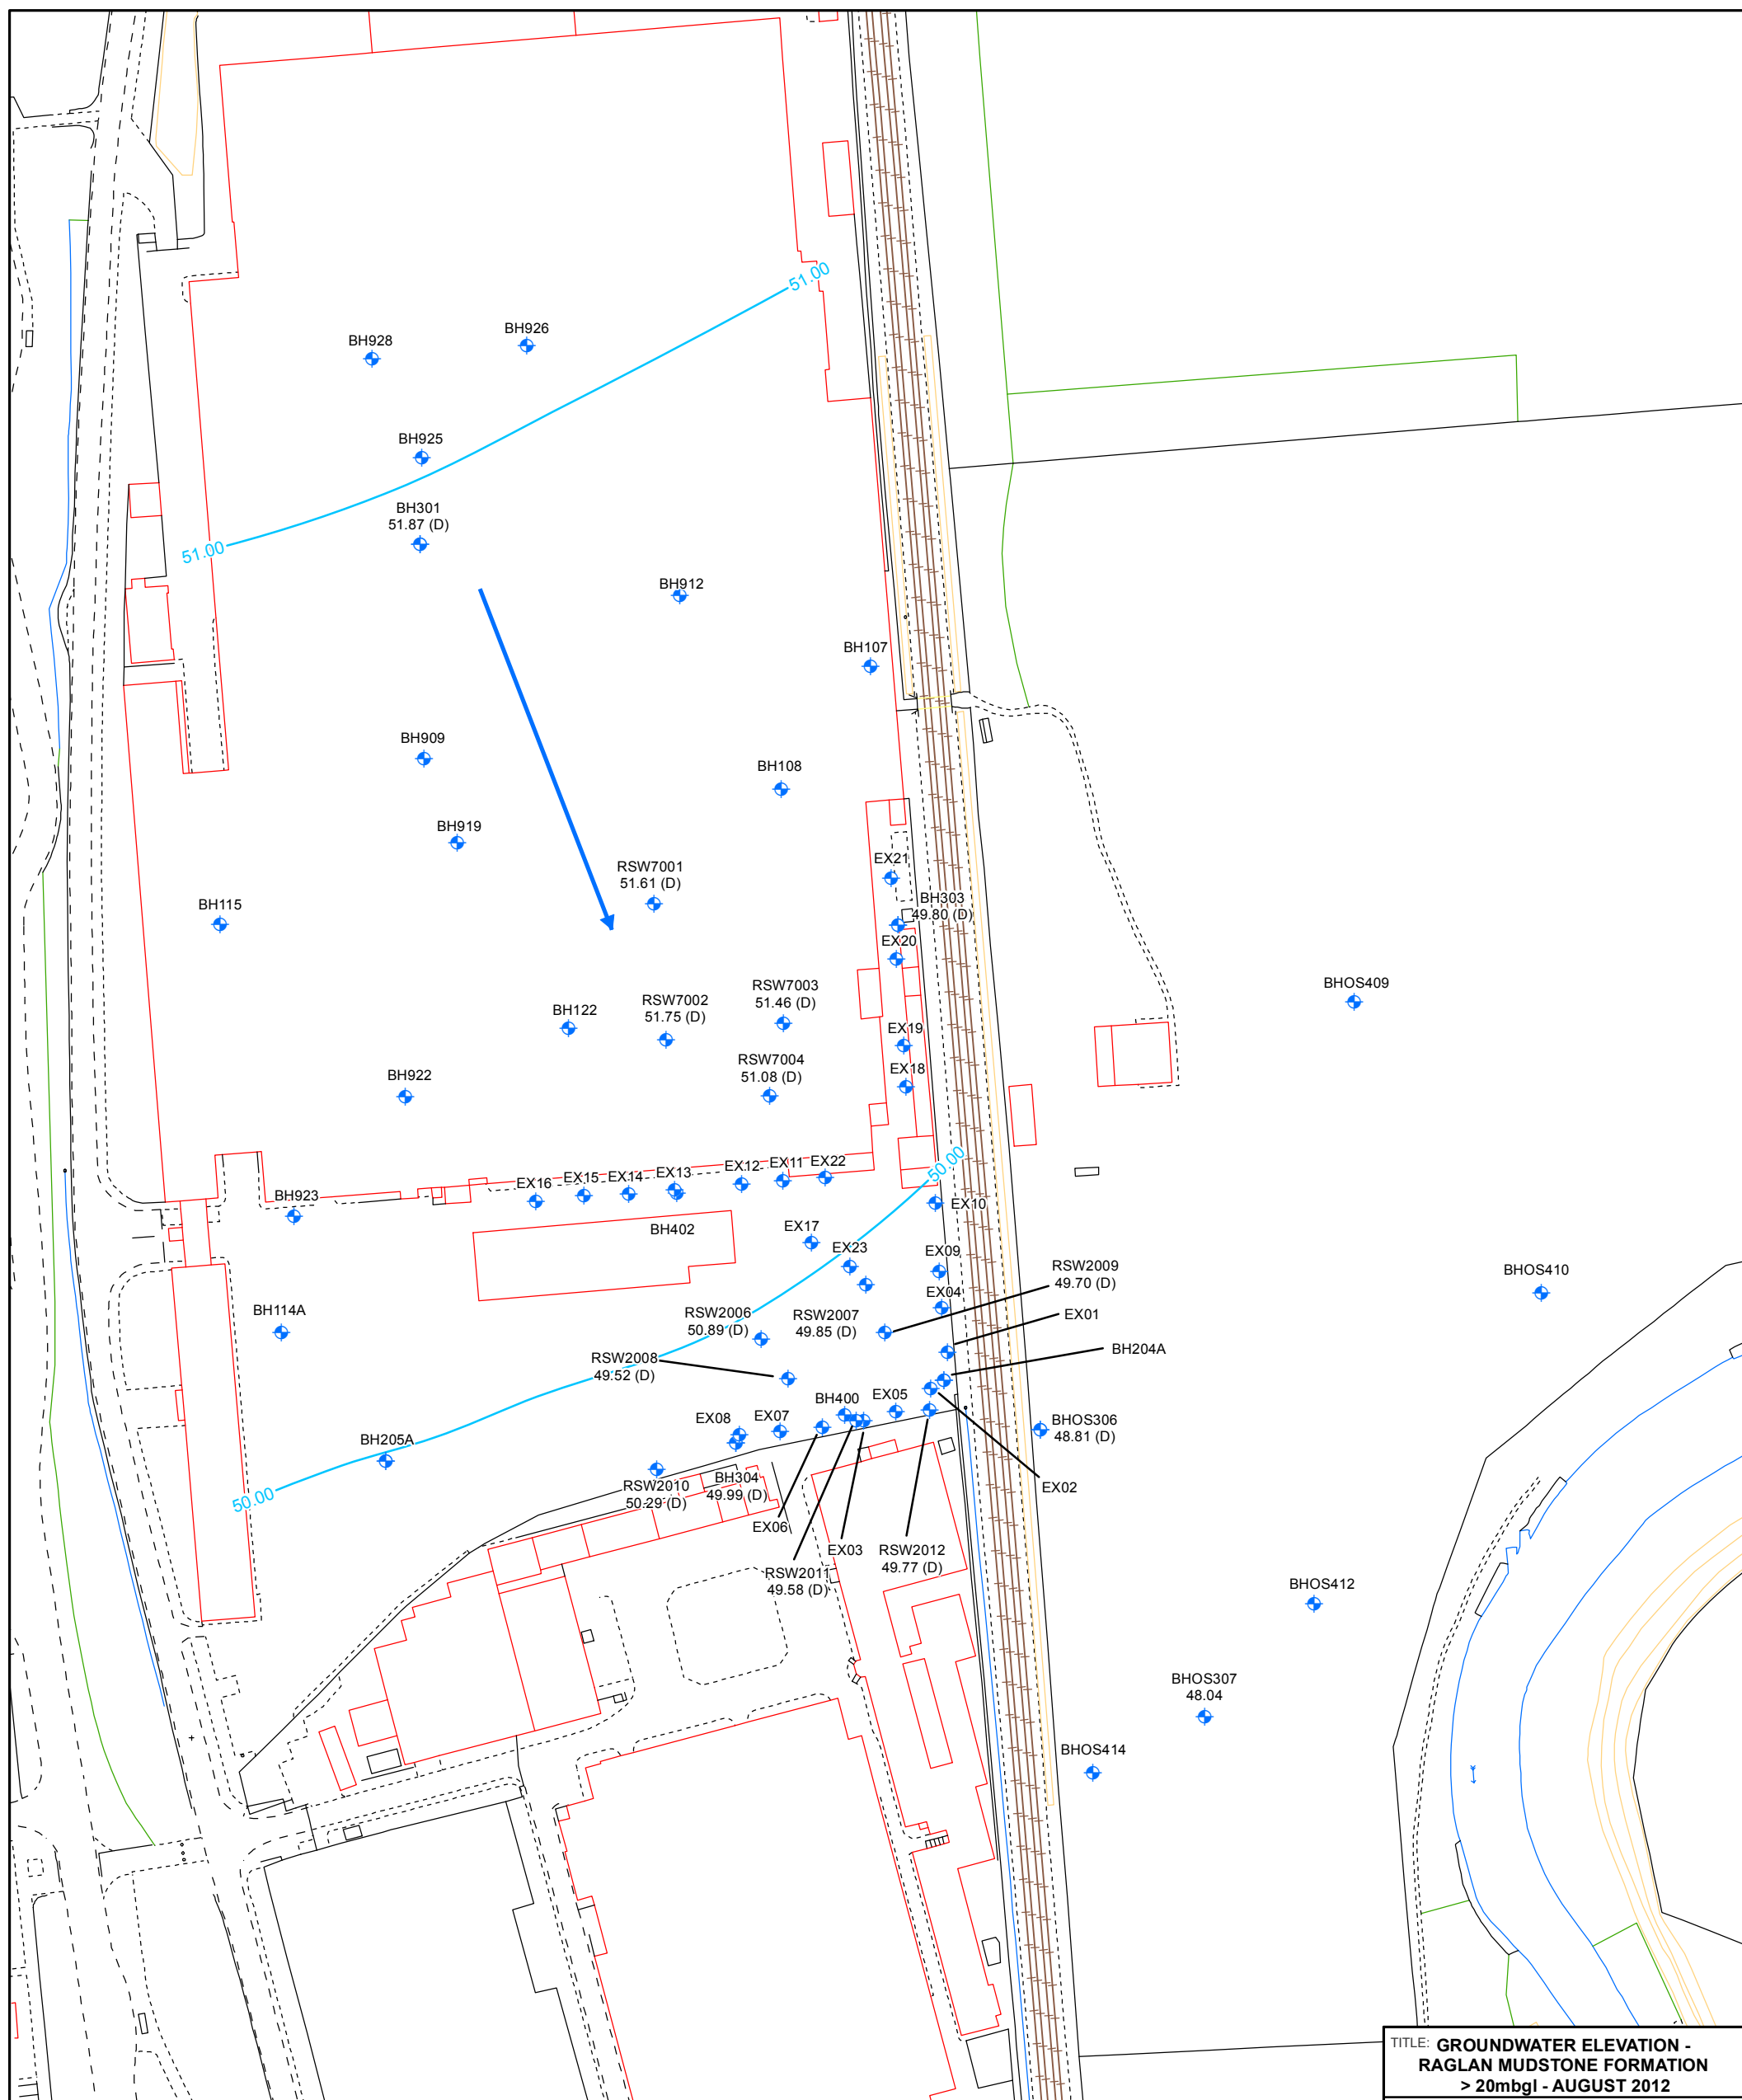 51.00
BH926
BH928
BH925
BH301
51.87 (D)
51.00
BH912
BH107
BH909
BH108
BH919
RSW7001
51.61 (D)
EX21
BH303
49.80 (D)
BH115
EX20
RSW7003
51.46 (D)
BHOS409
RSW7002
51.75 (D)
BH122
EX19
RSW7004
51.08 (D)
EX18
BH922
50.00
EX22
EX11
EX12
EX13
EX14
EX15
EX16
BH923
EX10
BH402
EX17
EX23
EX09
RSW2009
49.70 (D)
BHOS410
EX04
EX01
BH114A
RSW2006
50.89 (D)
RSW2007
49.85 (D)
BH204A
RSW2008
49.52 (D)
BH400
EX05
EX08
EX07
BHOS306
48.81 (D)
BH205A
50.00
RSW2010
50.29 (D)
BH304
49.99 (D)
EX02
EX06
EX03
RSW2012
49.77 (D)
RSW2011
49.58 (D)
BHOS412
BHOS307
48.04
BHOS414
TITLE: GROUNDWATER ELEVATION -
RAGLAN MUDSTONE FORMATION
> 20mbgl - AUGUST 2012